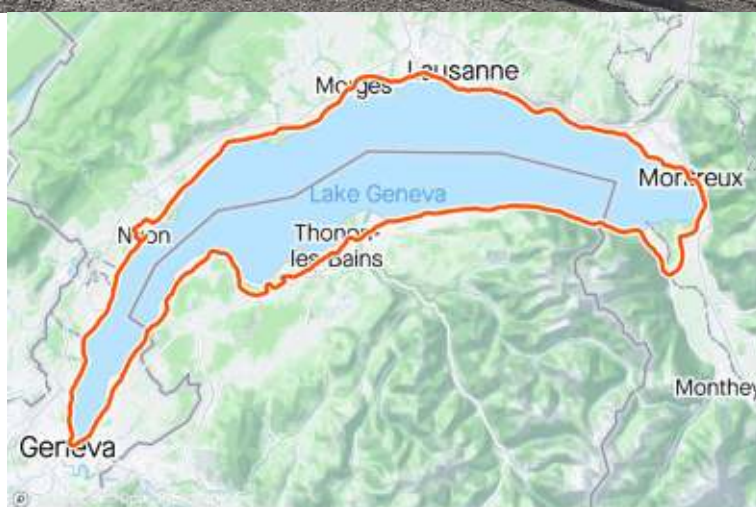 Lausanne
Morges
Montreux
Lake Geneva
Nyon
Thonon-
les-Bains
Monthey
Geneva